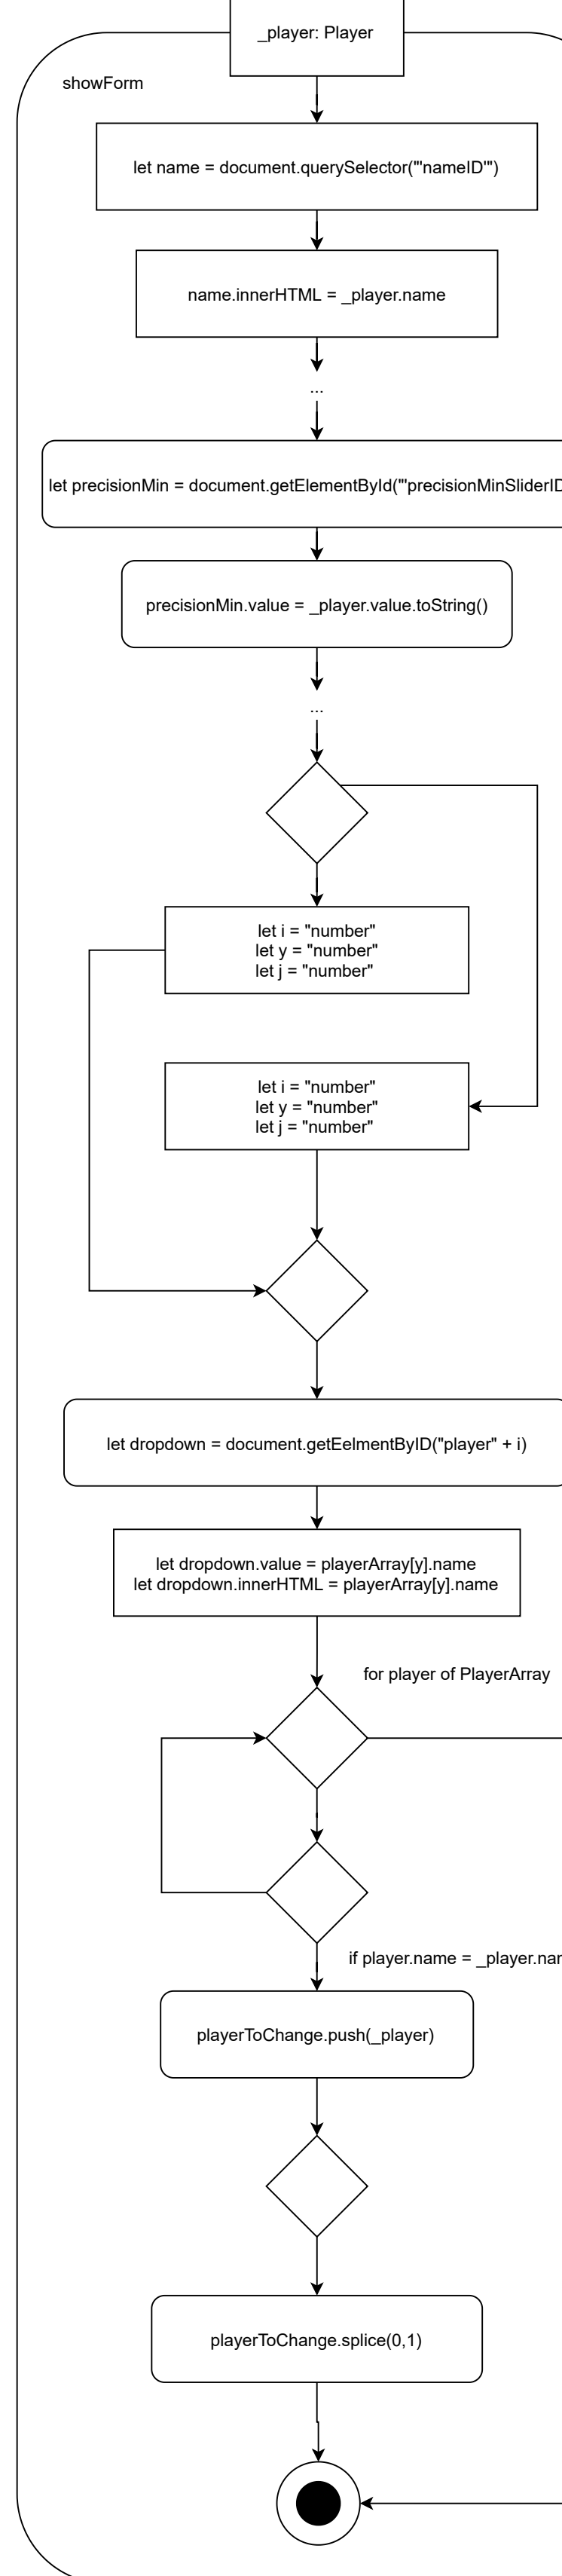 _player: Player
showForm
let name = document.querySelector("'nameID'")
name.innerHTML = _player.name
...
let precisionMin = document.getElementById("'precisionMinSliderID
precisionMin.value = _player.value.toString()
...
let i = "number"
let y = "number"
let j = "number"
let i = "number"
let y = "number"
let j = "number"
let dropdown = document.getEelmentByID("player" + i)
let dropdown.value = playerArray[y].name
let dropdown.innerHTML = playerArray[y].name
for player of PlayerArray
if player.name = _player.nar
playerToChange.push(_player)
playerToChange.splice(0,1)